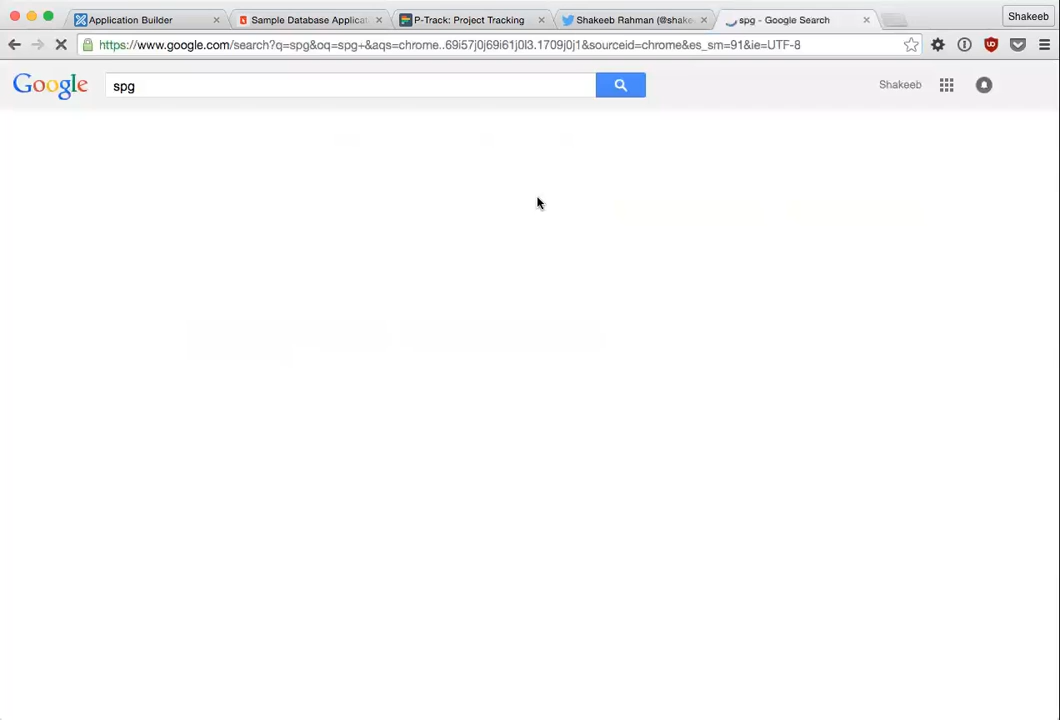 Application Builder
Sample Database Applicat
P-Track: Project Tracking
Shakeeb Rahman (@shake
spg - Google Search
Shakeeb
https://www.google.com/search?q=spg&oq=spg+&aqs=chrome..69i57j0j69i61j0l3.1709j0j1&sourceid=chrome&es_sm=91&ie=UTF-8
Google
spg
Shakeeb